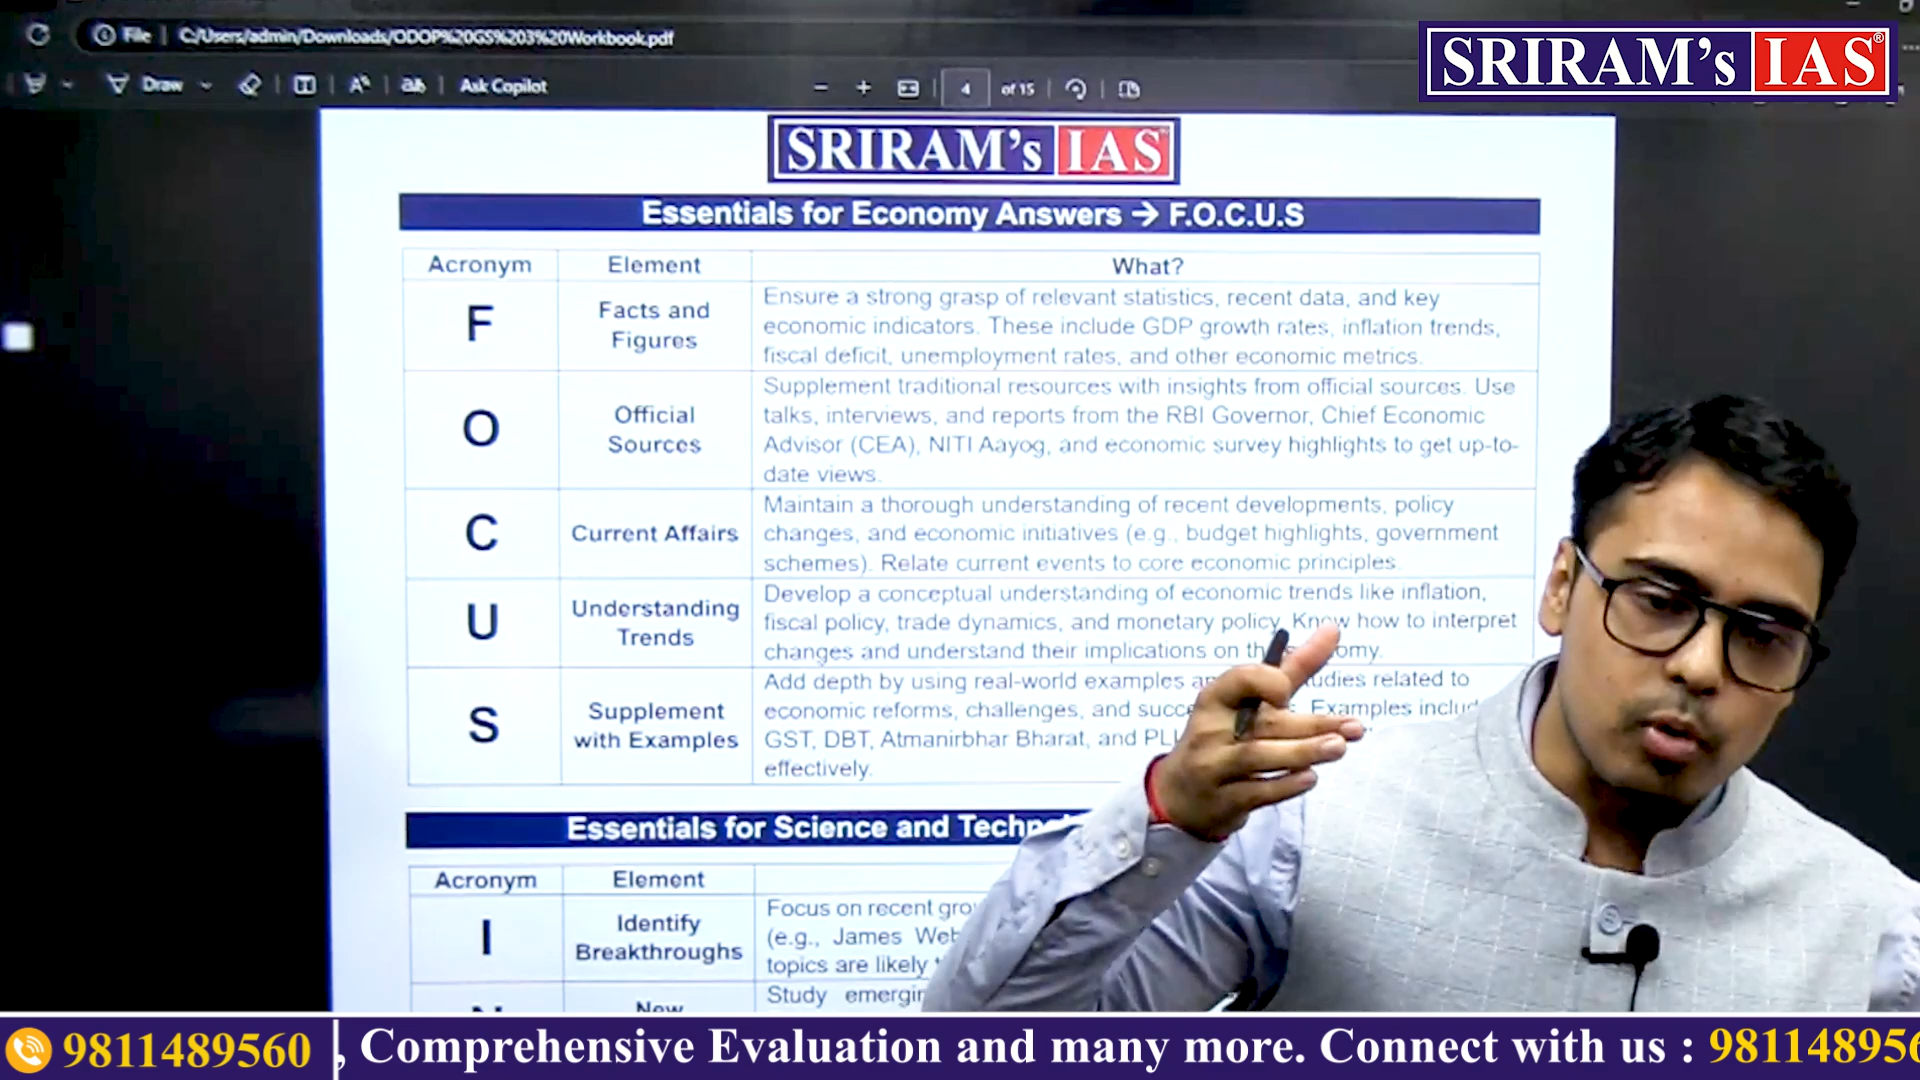 File | C:/Users/admin/Downloads/ODOP%20GS%203%20Workbook.pdf
SRIRAM's IAS®
Draw
Ask Copilot
4 of 15
SRIRAM's IAS
Essentials for Economy Answers → F.O.C.U.S
Acronym Element What?
F
Facts and
Figures
Ensure a strong grasp of relevant statistics, recent data, and key
economic indicators. These include GDP growth rates, inflation trends,
fiscal deficit, unemployment rates, and other economic metrics.
O
Official
Sources
Supplement traditional resources with insights from official sources. Use
talks, interviews, and reports from the RBI Governor, Chief Economic
Advisor (CEA), NITI Aayog, and economic survey highlights to get up-to-
date views.
C
Current Affairs
Maintain a thorough understanding of recent developments, policy
changes, and economic initiatives (e.g., budget highlights, government
schemes). Relate current events to core economic principles.
U
Understanding
Trends
Develop a conceptual understanding of economic trends like inflation,
fiscal policy, trade dynamics, and monetary policy. Know how to interpret
changes and understand their implications on
S
Supplement
with Examples
Add depth by using real-world examples related to
economic reforms, challenges, and Examples
GST, DBT, Atmanirbhar Bharat, and
effectively.
Essentials for Science and
Acronym Element
I
Identify
Breakthroughs
Focus on recent
(e.g., James
topics are likely
New
Study
9811489560 , Comprehensive Evaluation and many more. Connect with us : 981148956